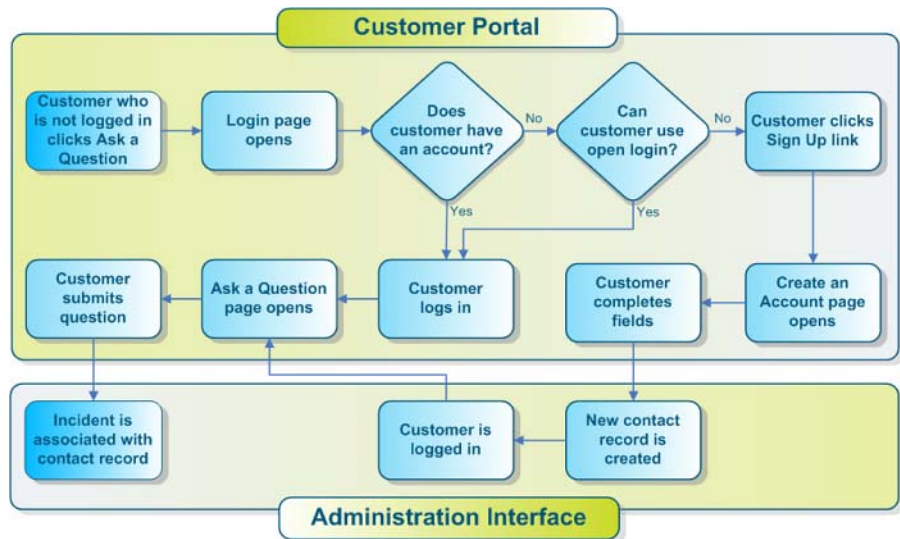 Customer Portal
Customer who
is not logged in
clicks Ask a
Question
Login page
opens
Does
customer have
an account?
No
Can
customer use
open login?
No
Customer clicks
Sign Up link
Yes
Yes
Customer
submits
question
Ask a Question
page opens
Customer
logs in
Customer
completes
fields
Create an
Account page
opens
Incident is
associated with
contact record
Customer is
logged in
New contact
record is
created
Administration Interface